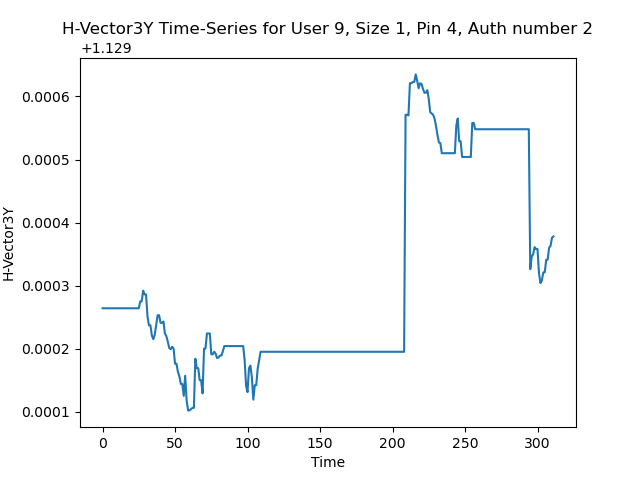 H-Vector3Y Time-Series for User 9, Size 1, Pin 4, Auth number 2
+1.129
0.0006
0.0005
0.0004
0.0003
0.0002
0.0001
H-Vector3Y
0 50 100 150 200 250 300
Time